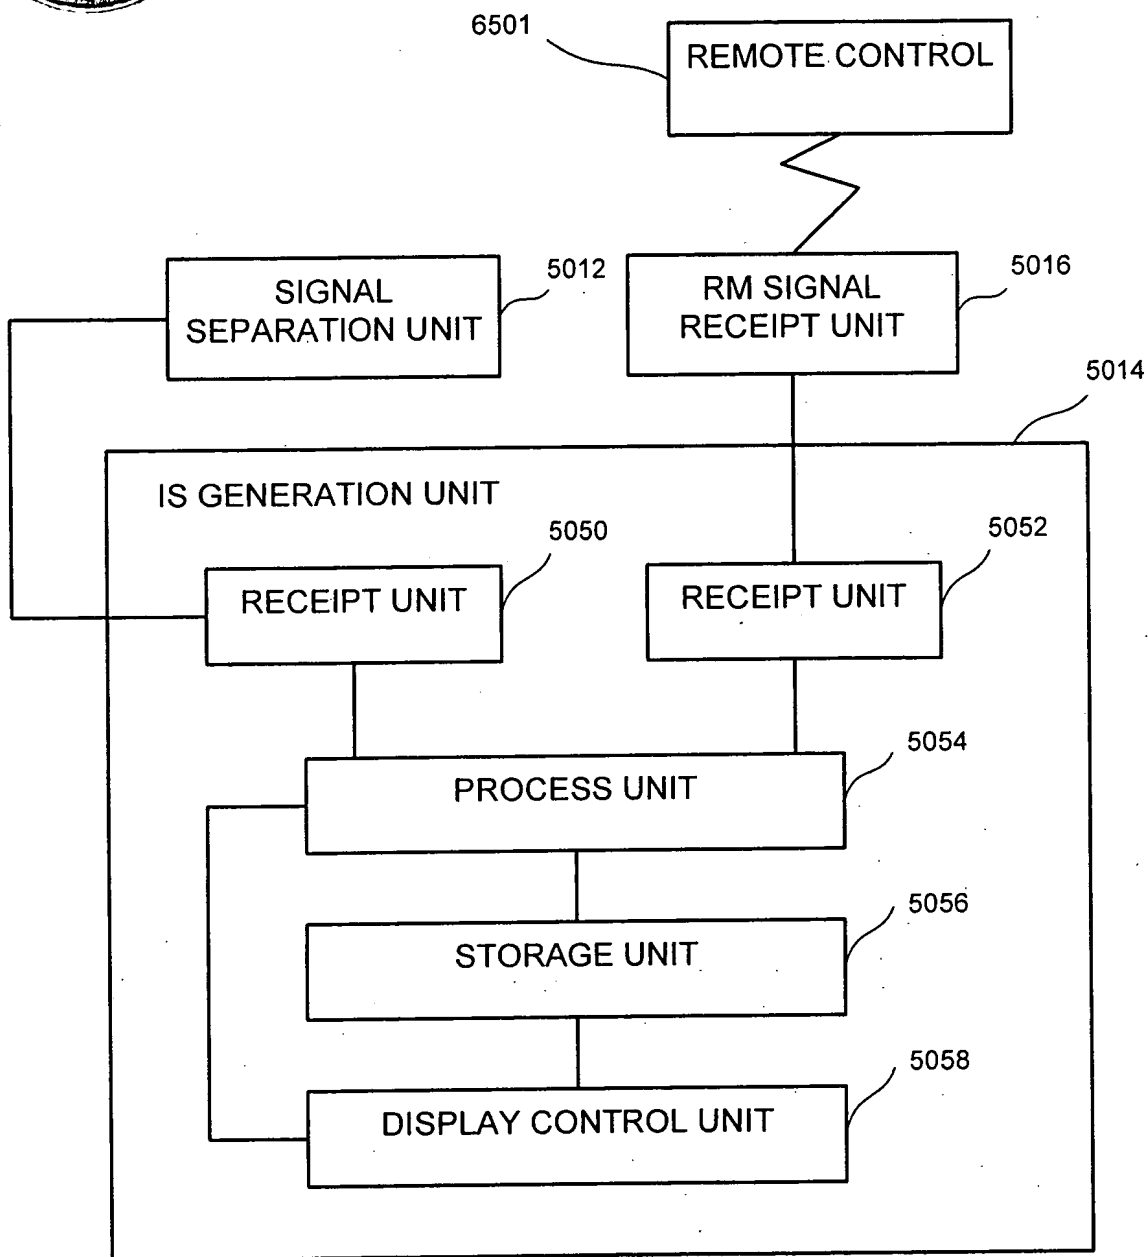 6501
REMOTE CONTROL
SIGNAL
SEPARATION UNIT
5012
RM SIGNAL
RECEIPT UNIT
5016
5014
IS GENERATION UNIT
5050
RECEIPT UNIT
5052
RECEIPT UNIT
5054
PROCESS UNIT
5056
STORAGE UNIT
5058
DISPLAY CONTROL UNIT